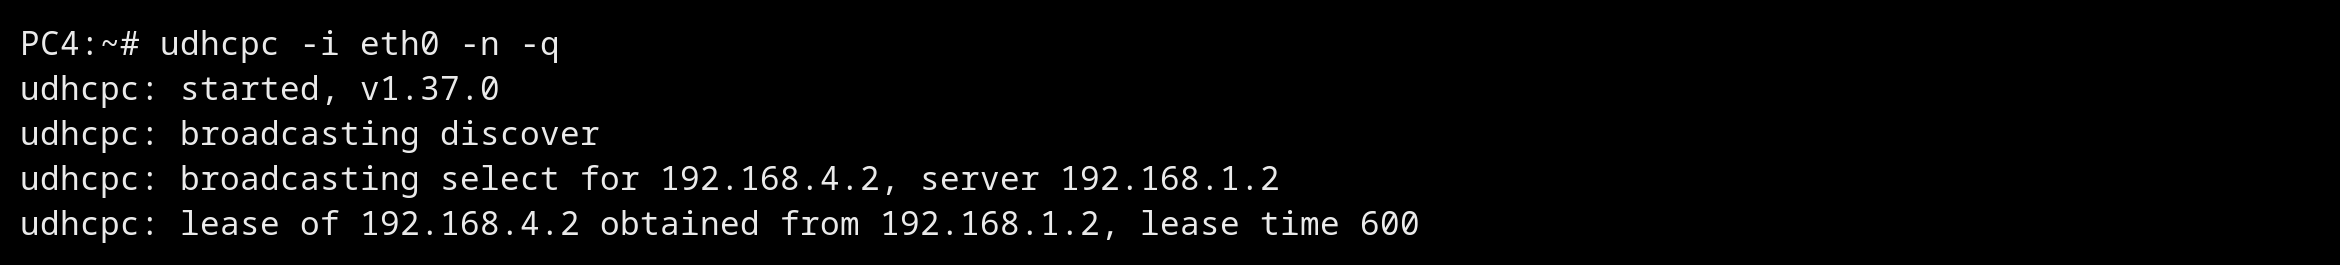 PC4:~# udhcpc -i eth0 -n -q
udhcpc: started, v1.37.0
udhcpc: broadcasting discover
udhcpc: broadcasting select for 192.168.4.2, server 192.168.1.2
udhcpc: lease of 192.168.4.2 obtained from 192.168.1.2, lease time 600